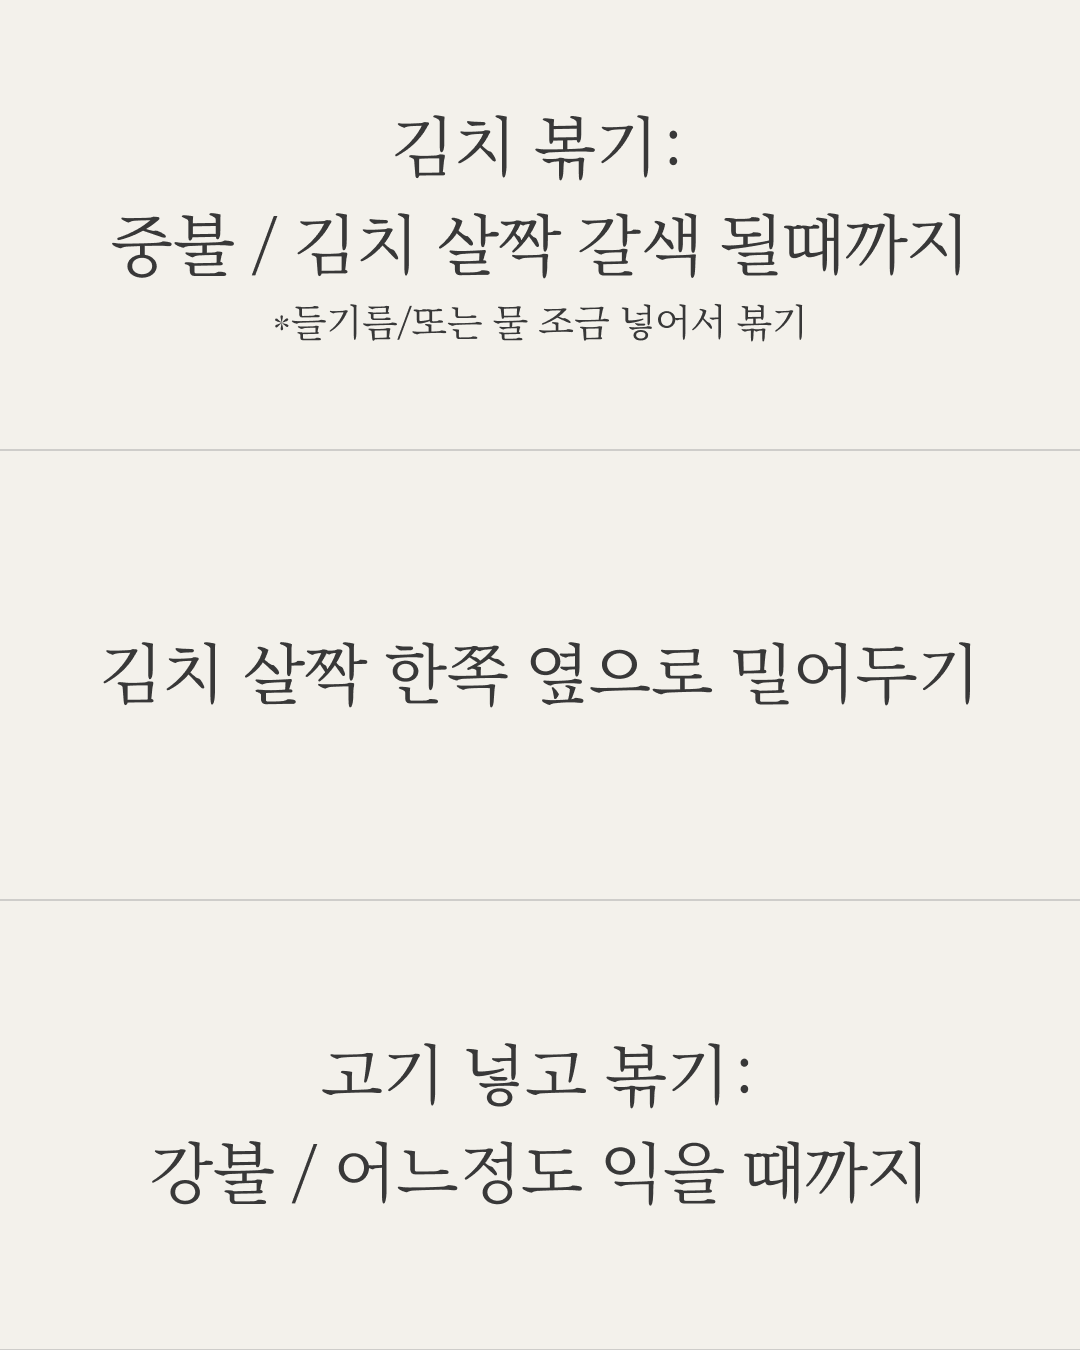 김치 볶기:
중불 / 김치 살짝 갈색 될때까지
*들기름/또는 물 조금 넣어서 볶기
김치 살짝 한쪽 옆으로 밀어두기
고기 넣고 볶기:
강불 / 어느정도 익을 때까지